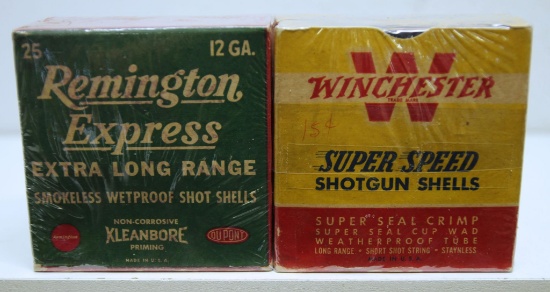 25 12 GA.
Remington
Express
EXTRA LONG RANGE
SMOKELESS WETPROOF SHOT SHELLS
NON-CORROSIVE
KLEANBORE
PRIMING
DU PONT
MADE IN U.S.A.
W
WINCHESTER
TRADE MARK
15¢
SUPER SPEED
SHOTGUN SHELLS
SUPER SEAL CRIMP
SUPER SEAL CUP WAD
WEATHERPROOF TUBE
LONG RANGE - SHORT SHOT STRING - STAYNLESS
MADE IN U.S.A.